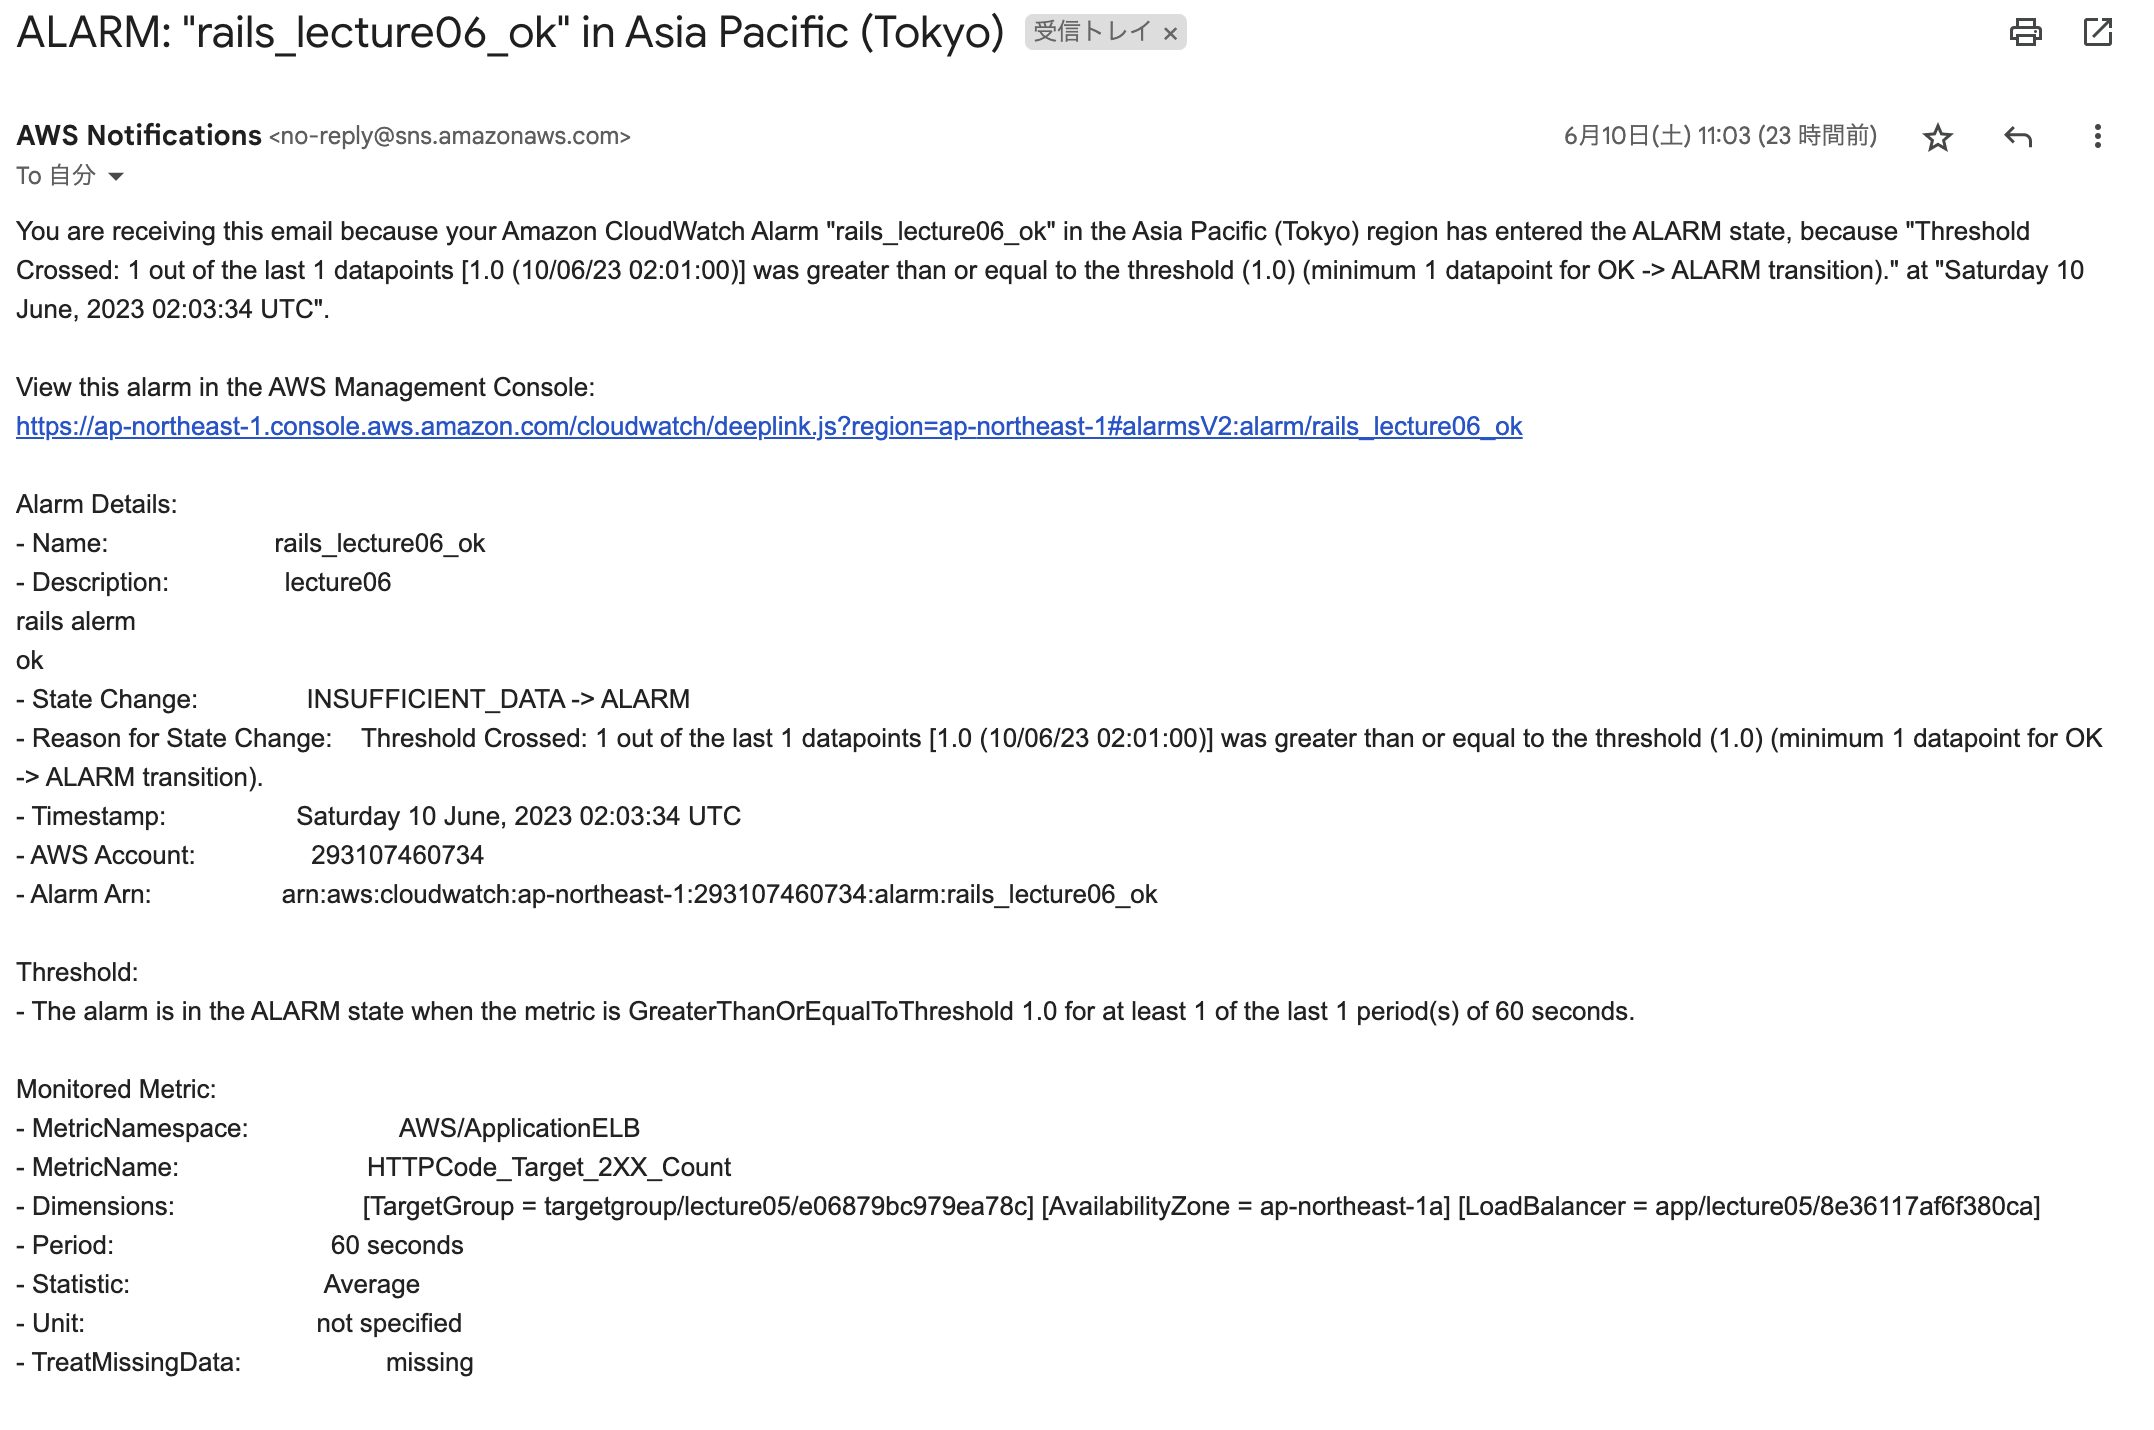 ALARM: "rails_lecture06_ok" in Asia Pacific (Tokyo) 受信トレイ ×
AWS Notifications <no-reply@sns.amazonaws.com> 6月10日(土) 11:03 (23 時間前)
To 自分
You are receiving this email because your Amazon CloudWatch Alarm "rails_lecture06_ok" in the Asia Pacific (Tokyo) region has entered the ALARM state, because "Threshold
Crossed: 1 out of the last 1 datapoints [1.0 (10/06/23 02:01:00)] was greater than or equal to the threshold (1.0) (minimum 1 datapoint for OK -> ALARM transition)." at "Saturday 10
June, 2023 02:03:34 UTC".
View this alarm in the AWS Management Console:
https://ap-northeast-1.console.aws.amazon.com/cloudwatch/deeplink.js?region=ap-northeast-1#alarmsV2:alarm/rails_lecture06_ok
Alarm Details:
- Name: rails_lecture06_ok
- Description: lecture06
rails alerm
ok
- State Change: INSUFFICIENT_DATA -> ALARM
- Reason for State Change: Threshold Crossed: 1 out of the last 1 datapoints [1.0 (10/06/23 02:01:00)] was greater than or equal to the threshold (1.0) (minimum 1 datapoint for OK
-> ALARM transition).
- Timestamp: Saturday 10 June, 2023 02:03:34 UTC
- AWS Account: 293107460734
- Alarm Arn: arn:aws:cloudwatch:ap-northeast-1:293107460734:alarm:rails_lecture06_ok
Threshold:
- The alarm is in the ALARM state when the metric is GreaterThanOrEqualToThreshold 1.0 for at least 1 of the last 1 period(s) of 60 seconds.
Monitored Metric:
- MetricNamespace: AWS/ApplicationELB
- MetricName: HTTPCode_Target_2XX_Count
- Dimensions: [TargetGroup = targetgroup/lecture05/e06879bc979ea78c] [AvailabilityZone = ap-northeast-1a] [LoadBalancer = app/lecture05/8e36117af6f380ca]
- Period: 60 seconds
- Statistic: Average
- Unit: not specified
- TreatMissingData: missing